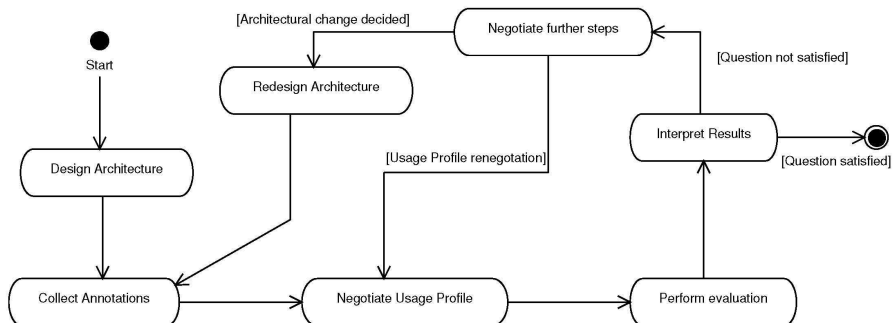 [Architectural change decided]
Negotiate further steps
Start
[Question not satisfied]
Redesign Architecture
Interpret Results
[Usage Profile renegotation]
[Question satisfied]
Design Architecture
Collect Annotations
Negotiate Usage Profile
Perform evaluation